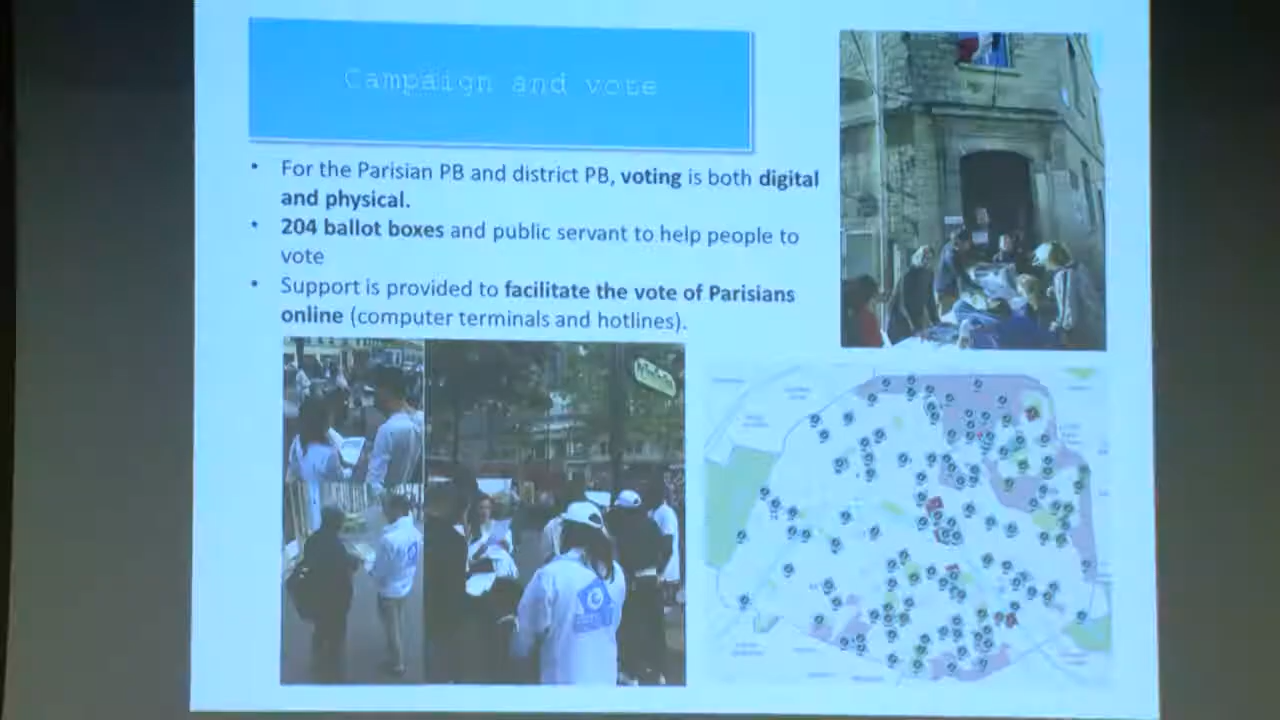 Campaign and vote
• For the Parisian PB and district PB, voting is both digital
and physical.
• 204 ballot boxes and public servant to help people to
vote
• Support is provided to facilitate the vote of Parisians
online (computer terminals and hotlines).